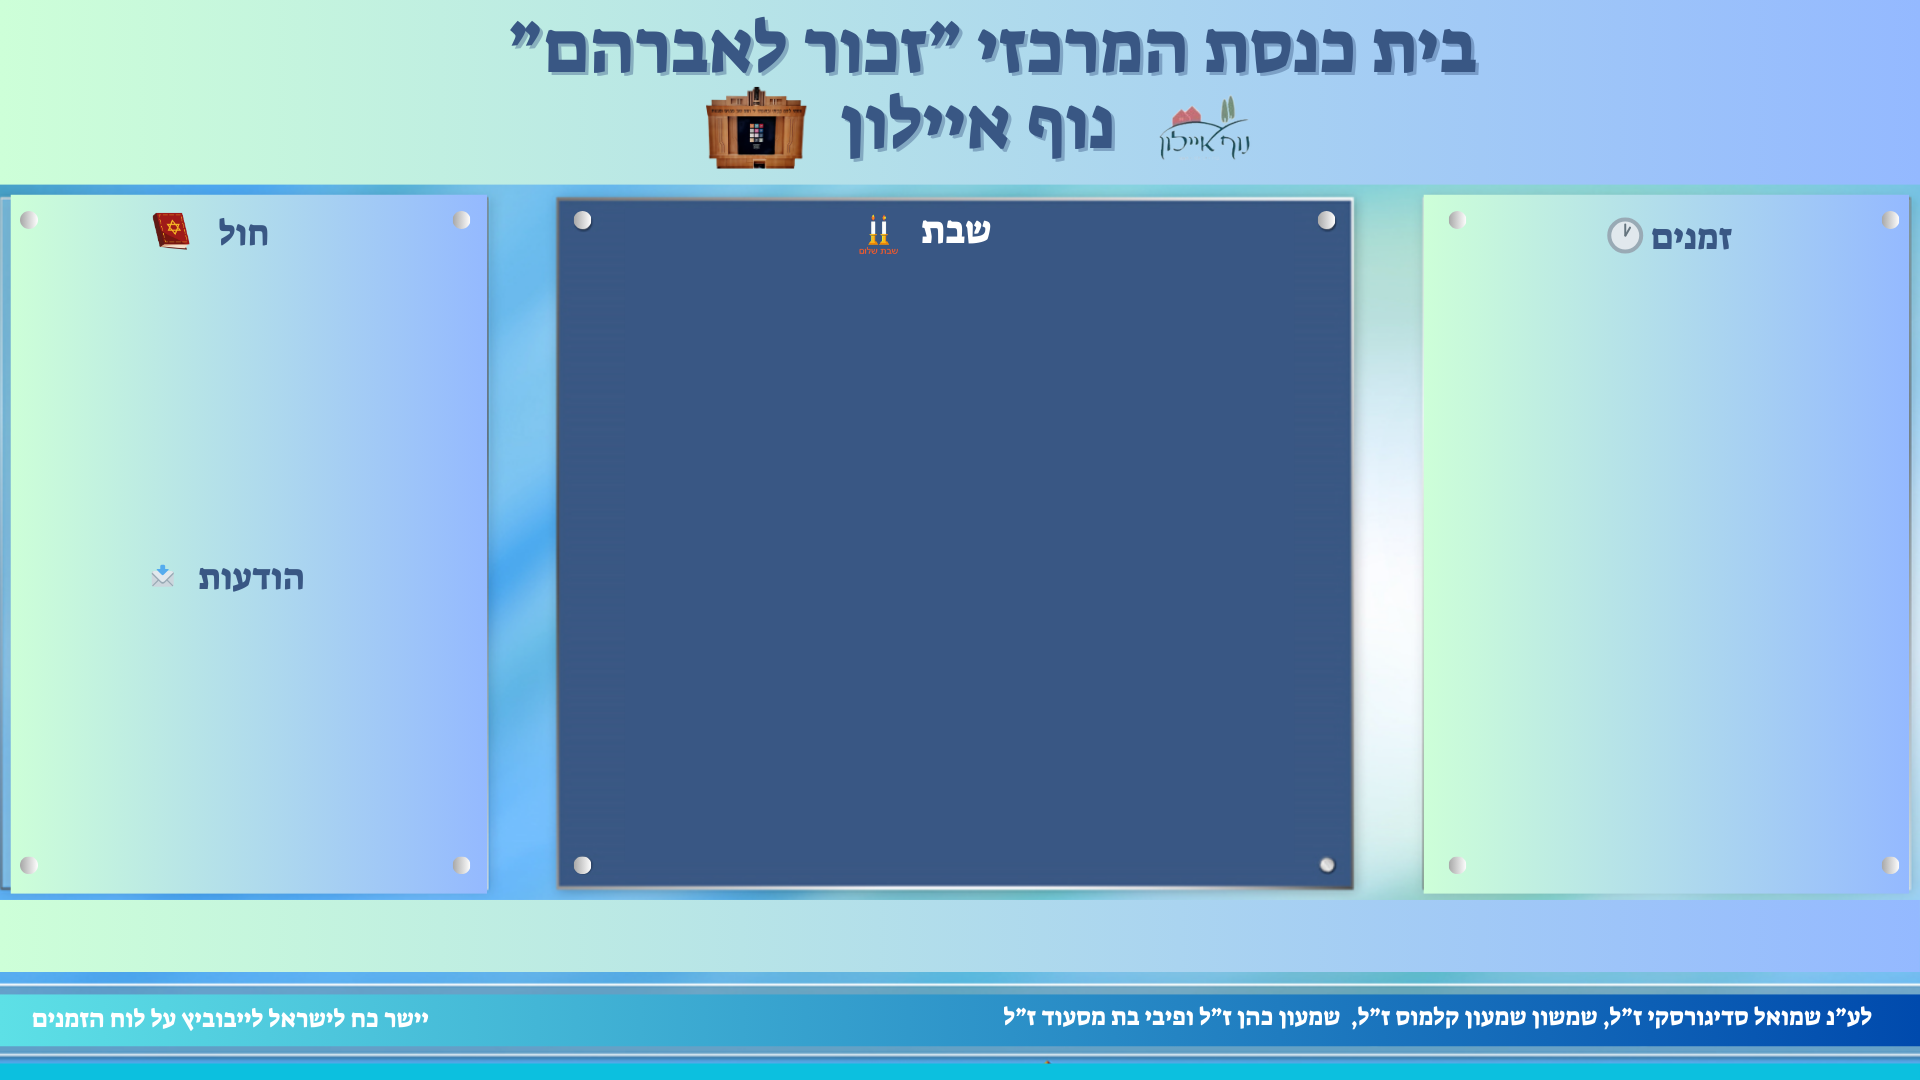 בית כנסת המרכזי "זכור לאברהם"
נוף איילון
נוף איילון
זמנים
שבת
שבת שלום
חול
הודעות
לע"נ שמואל סדיגורסקי ז"ל, שמשון שמעון קלמוס ז"ל, שמעון כהן ז"ל ופיבי בת מסעוד ז"ל
יישר כח לישראל לייבוביץ על לוח הזמנים